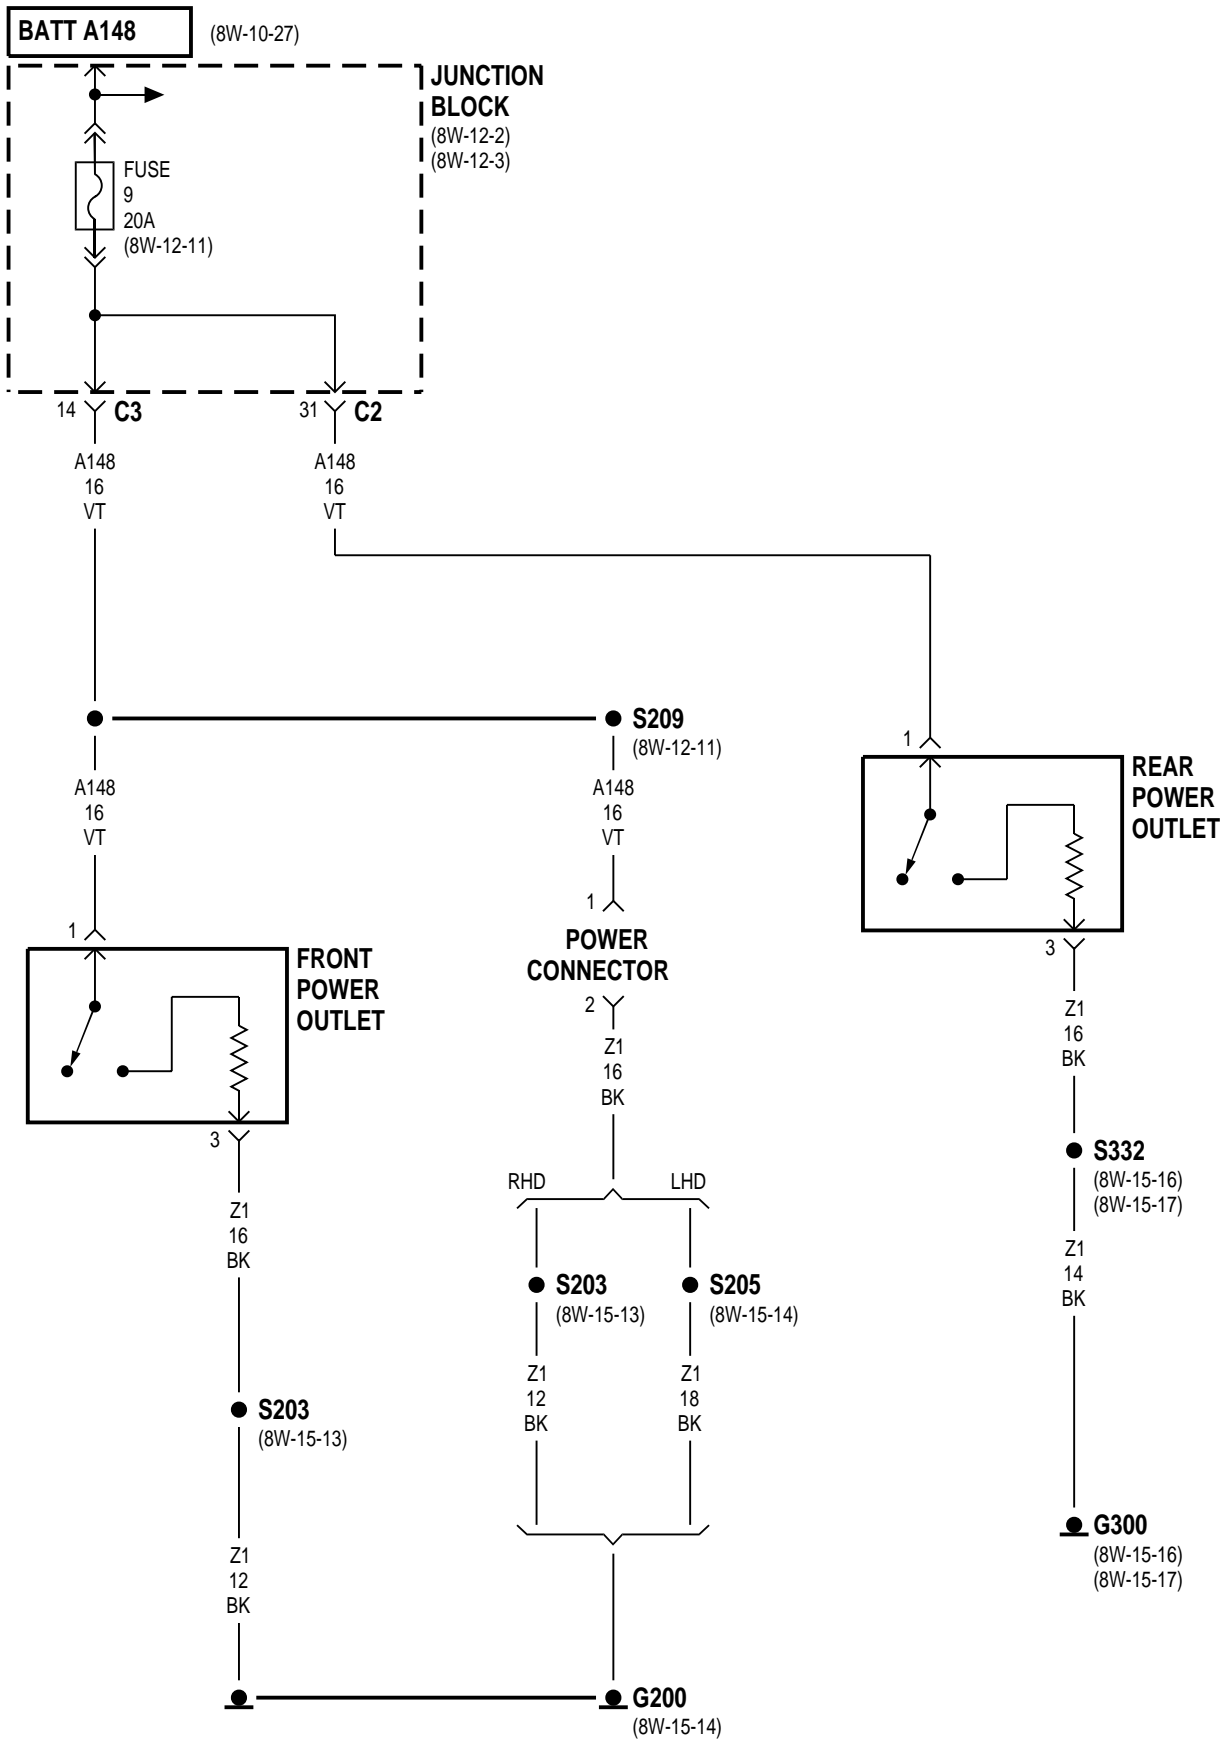 BATT A148
(8W-10-27)
JUNCTION
BLOCK
(8W-12-2)
(8W-12-3)
FUSE
9
20A
(8W-12-11)
14
C3
31
C2
A148
16
VT
A148
16
VT
S209
(8W-12-11)
A148
16
VT
A148
16
VT
1
REAR
POWER
OUTLET
1
FRONT
POWER
OUTLET
1
POWER
CONNECTOR
2
3
Z1
16
BK
Z1
16
BK
3
S332
(8W-15-16)
(8W-15-17)
RHD
LHD
Z1
16
BK
Z1
14
BK
S203
(8W-15-13)
S205
(8W-15-14)
Z1
12
BK
Z1
18
BK
S203
(8W-15-13)
G300
(8W-15-16)
(8W-15-17)
Z1
12
BK
G200
(8W-15-14)